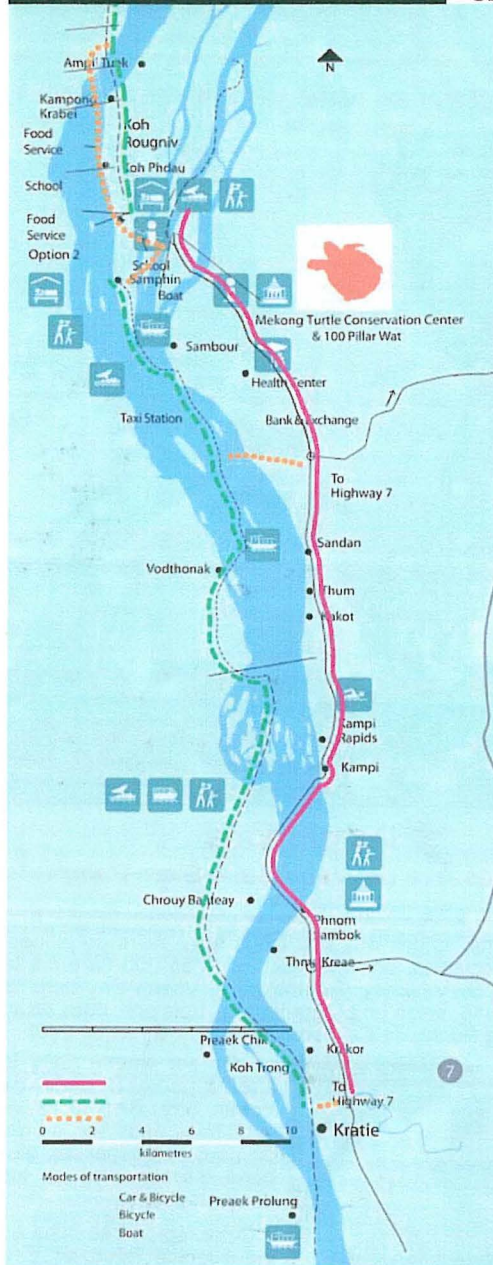 N
Ampil Tuek
Kampong
Krabei
Koh
Rougniv
Food
Service
Koh Phdau
School
Food
Service
Option 2
School
Samphin
Boat
Mekong Turtle Conservation Center
& 100 Pillar Wat
Sambour
Health Center
Taxi Station
Bank & Exchange
To
Highway 7
Sandan
Vodthonak
Thum
Kakot
Kampi
Rapids
Kampi
Chrouy Banteay
Phnom
Sambok
Thma Kreae
Preaek Chik
Koh Trong
Krakor
7
To
Highway 7
Kratie
0 2 4 6 8 10
kilometres
Modes of transportation
Car & Bicycle
Bicycle
Boat
Preaek Prolung